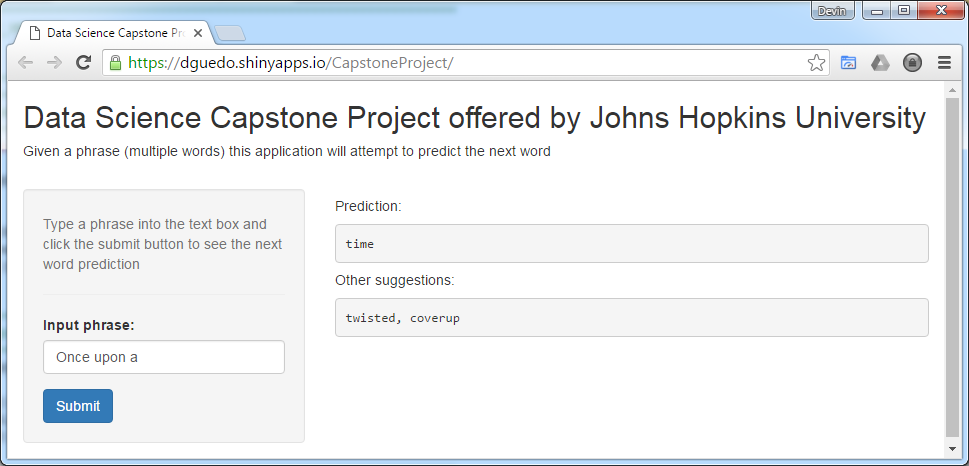 Devin
Data Science Capstone Pr
https://dguedo.shinyapps.io/CapstoneProject/
Data Science Capstone Project offered by Johns Hopkins University
Given a phrase (multiple words) this application will attempt to predict the next word
Type a phrase into the text box and
click the submit button to see the next
word prediction
Input phrase:
Once upon a
Submit
Prediction:
time
Other suggestions:
twisted, coverup